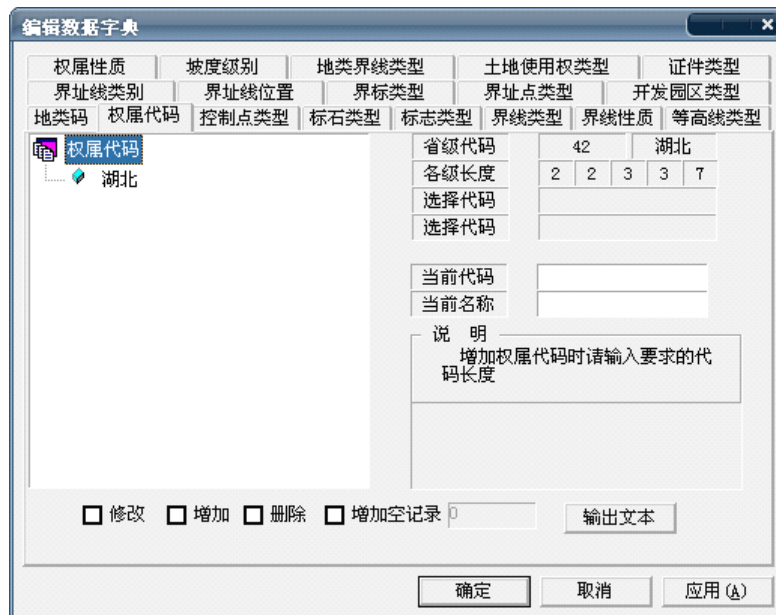 编辑数据字典
权属性质 坡度级别 地类界线类型 土地使用权类型 证件类型
界址线类别 界址线位置 界标类型 界址点类型 开发园区类型
地类码 权属代码 控制点类型 标石类型 标志类型 界线类型 界线性质 等高线类型
权属代码
湖北
省级代码 42 湖北
各级长度 2 2 3 3 7
选择代码
选择代码
当前代码
当前名称
说 明
增加权属代码时请输入要求的代
码长度
修改 增加 删除 增加空记录 0 输出文本
确定 取消 应用(A)